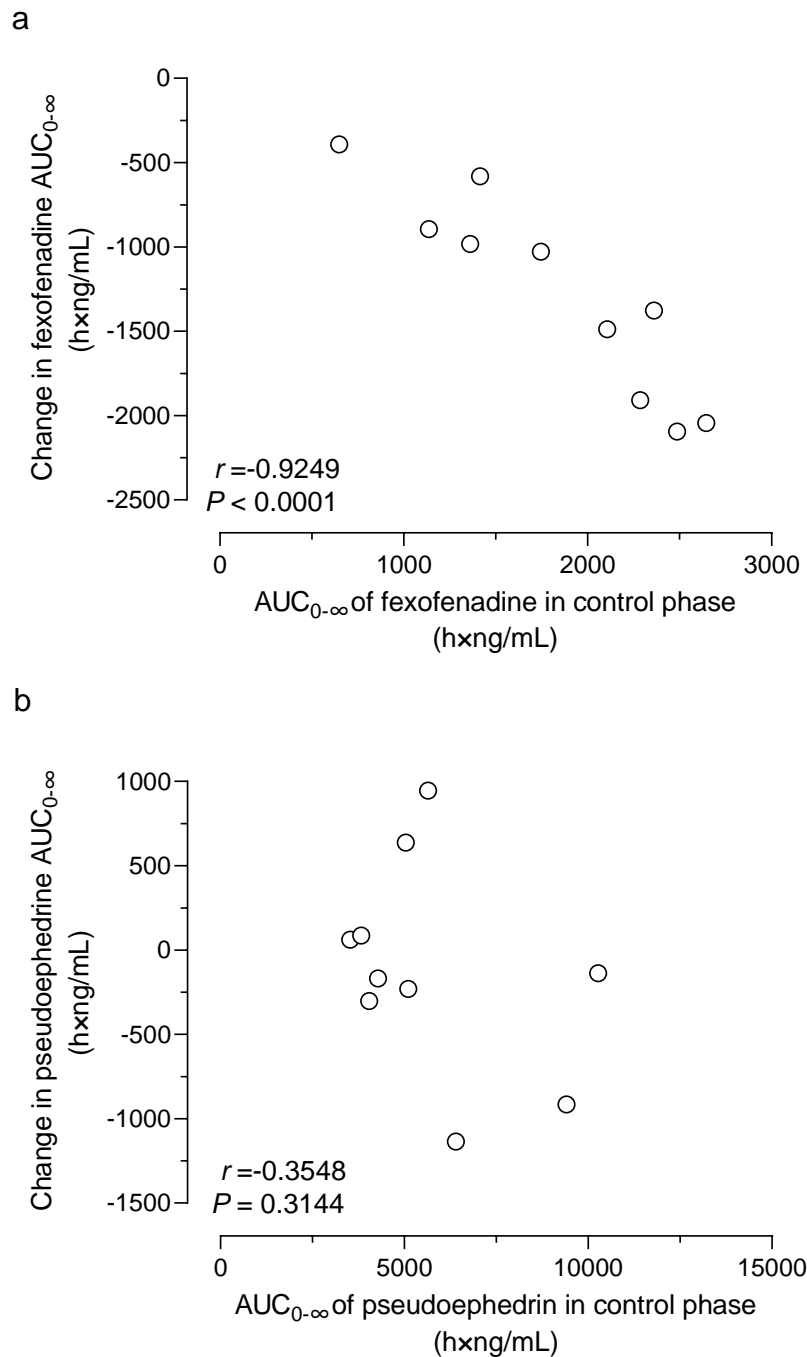 a
Change in fexofenadine AUC0-∞
(h×ng/mL)
0
-500
-1000
-1500
-2000
-2500
r =-0.9249
P < 0.0001
0
1000
2000
3000
AUC0-∞ of fexofenadine in control phase
(h×ng/mL)
b
Change in pseudoephedrine AUC0-∞
(h×ng/mL)
1000
500
0
-500
-1000
-1500
r =-0.3548
P = 0.3144
0
5000
10000
15000
AUC0-∞ of pseudoephedrin in control phase
(h×ng/mL)